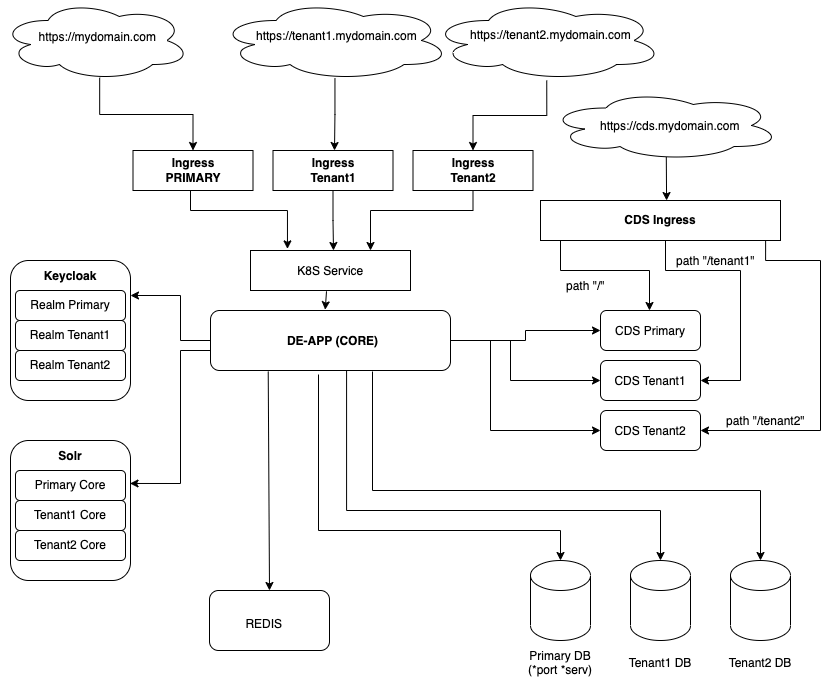 https://mydomain.com
https://tenant1.mydomain.com
https://tenant2.mydomain.com
https://cds.mydomain.com
Ingress
PRIMARY
Ingress
Tenant1
Ingress
Tenant2
CDS Ingress
K8S Service
path "/tenant1"
path "/"
Keycloak
Realm Primary
Realm Tenant1
Realm Tenant2
DE-APP (CORE)
CDS Primary
CDS Tenant1
CDS Tenant2
path "/tenant2"
Solr
Primary Core
Tenant1 Core
Tenant2 Core
REDIS
Primary DB
(*port *serv)
Tenant1 DB
Tenant2 DB